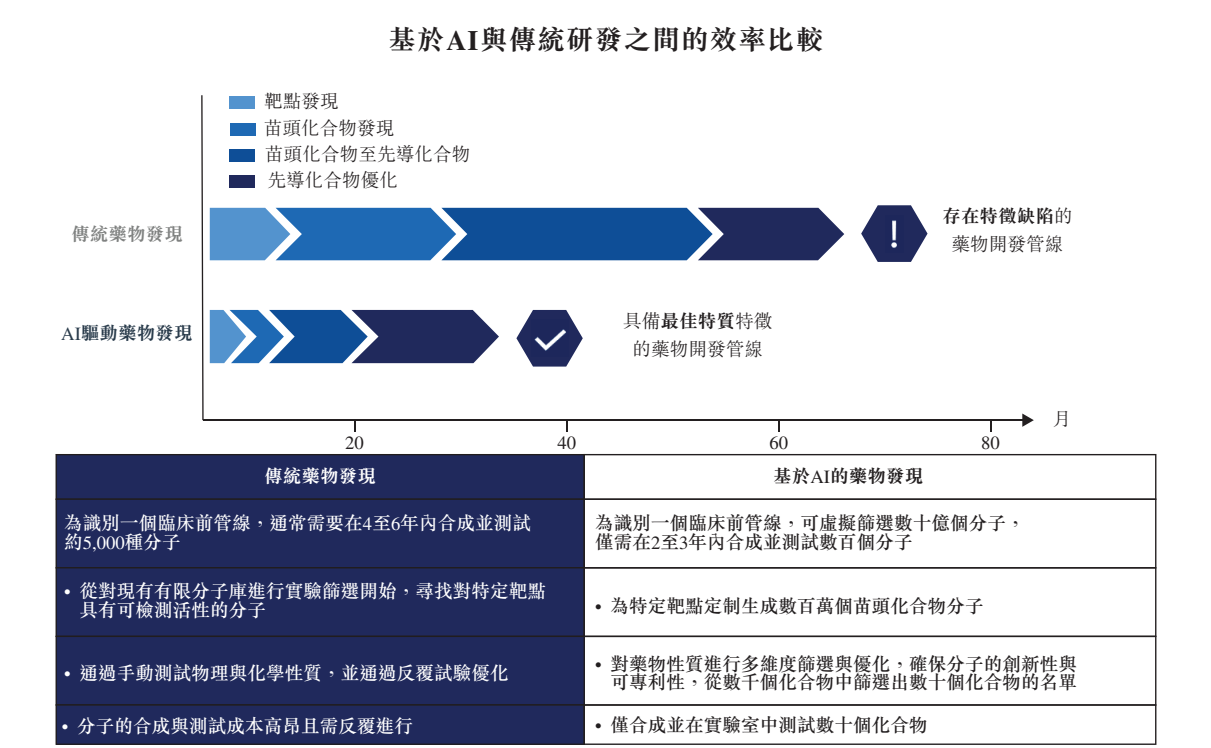 基於AI與傳統研發之間的效率比較
靶點發現
苗頭化合物發現
苗頭化合物至先導化合物
先導化合物優化
傳統藥物發現
!
存在特徵缺陷的
藥物開發管線
AI驅動藥物發現
具備最佳特質特徵
的藥物開發管線
月
20 40 60 80
傳統藥物發現
基於AI的藥物發現
為識別一個臨床前管線，通常需要在4至6年內合成並測試
約5,000種分子
為識別一個臨床前管線，可虛擬篩選數十億個分子，
僅需在2至3年內合成並測試數百個分子
• 從對現有有限分子庫進行實驗篩選開始，尋找對特定靶點
具有可檢測活性的分子
• 為特定靶點定制生成數百萬個苗頭化合物分子
• 通過手動測試物理與化學性質，並通過反覆試驗優化
• 對藥物性質進行多維度篩選與優化，確保分子的創新性與
可專利性，從數千個化合物中篩選出數十個化合物的名單
• 分子的合成與測試成本高昂且需反覆進行
• 僅合成並在實驗室中測試數十個化合物